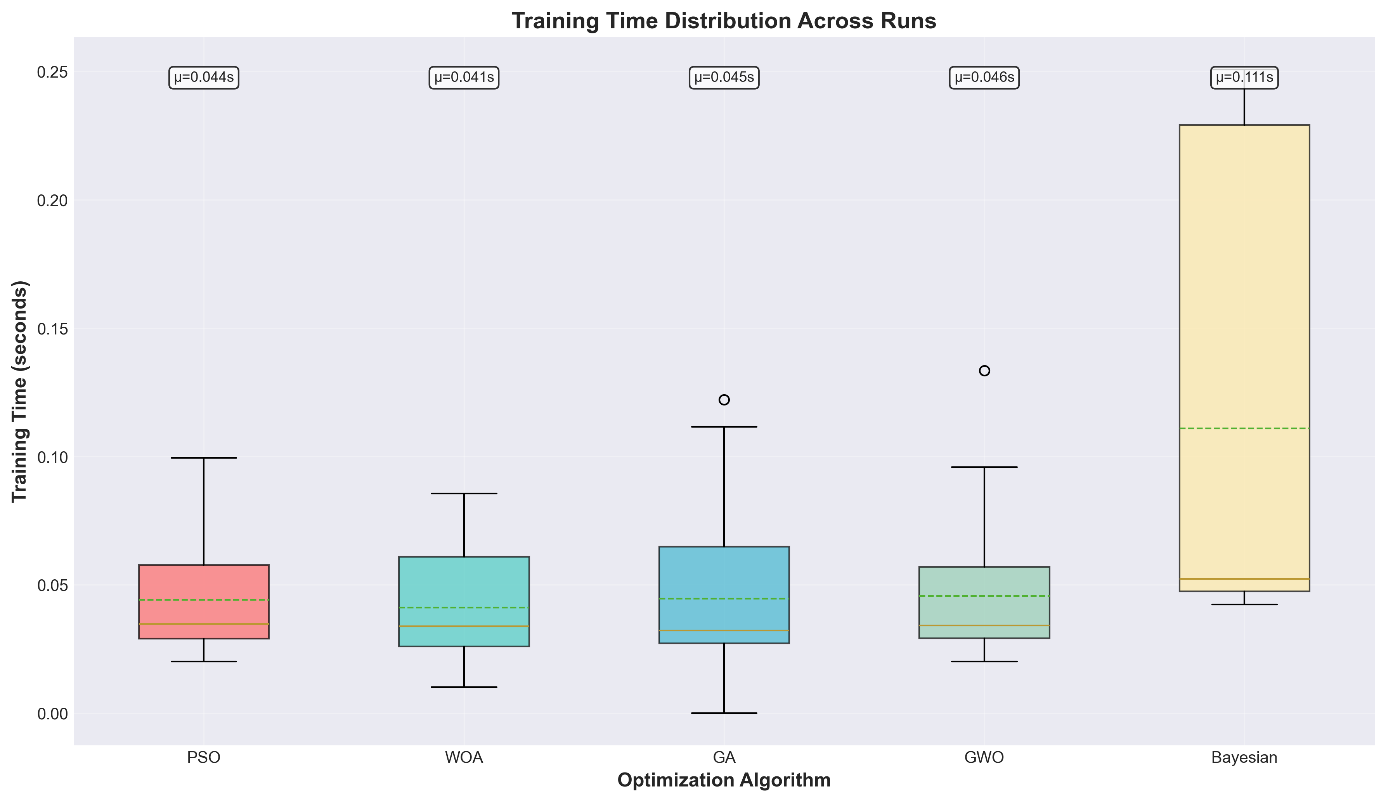 Training Time Distribution Across Runs
Training Time (seconds)
0.25
0.20
0.15
0.10
0.05
0.00
μ=0.044s
μ=0.041s
μ=0.045s
μ=0.046s
μ=0.111s
PSO
WOA
GA
GWO
Bayesian
Optimization Algorithm